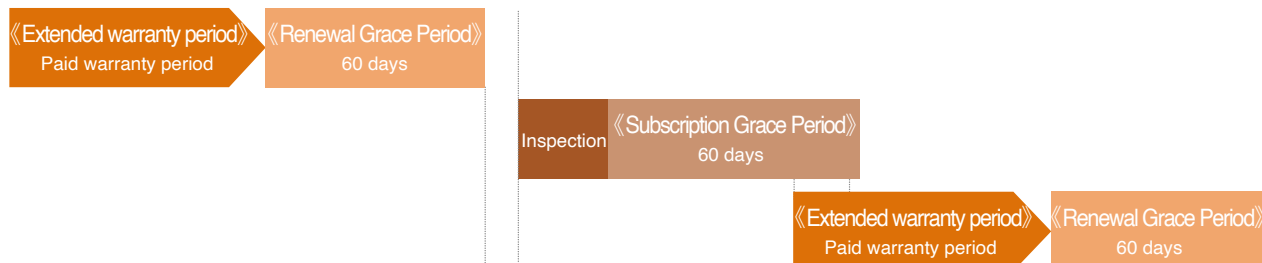 《Extended warranty period》
Paid warranty period
《Renewal Grace Period》
60 days
Inspection
《Subscription Grace Period》
60 days
《Extended warranty period》
Paid warranty period
《Renewal Grace Period》
60 days